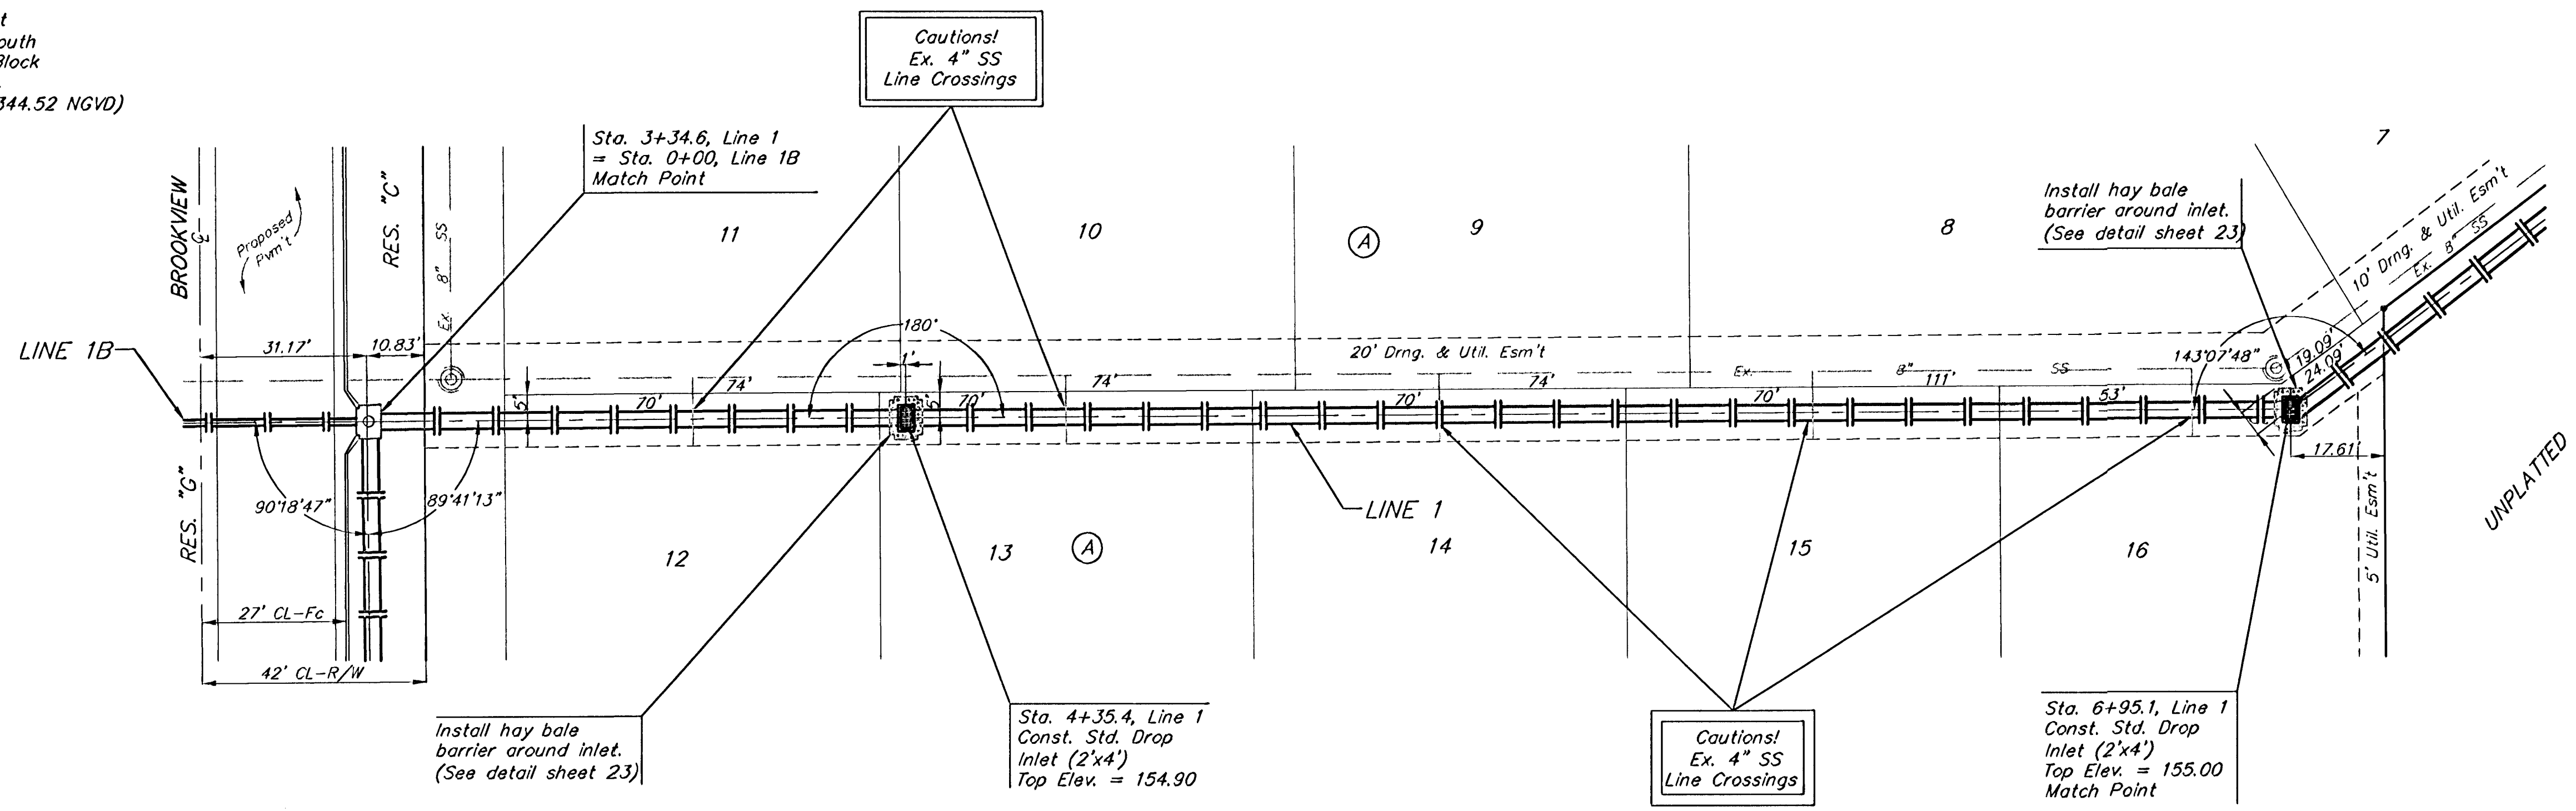 outh
Block
344.52 NGVD)
Cautions!
Ex. 4" SS
Line Crossings
Sta. 3+34.6, Line 1
= Sta. 0+00, Line 1B
Match Point
BROOKVIEW
℄
Proposed
Pvm't
RES. "C"
Ex. 8" SS
11
10
A
9
8
7
Install hay bale
barrier around inlet.
(See detail sheet 23)
10' Drng. & Util. Esm't
Ex. 8" SS
LINE 1B
31.17'
10.83'
180°
1'
20' Drng. & Util. Esm't
143°07'48"
19.09'
24.09'
74'
74'
74'
Ex. 8" SS
111'
5'
70'
5'
70'
70'
70'
53'
17.61'
RES. "G"
90°18'47"
89°41'13"
LINE 1
UNPLATTED
12
13
A
14
15
16
5' Util. Esm't
27' CL-Fc
42' CL-R/W
Install hay bale
barrier around inlet.
(See detail sheet 23)
Sta. 4+35.4, Line 1
Const. Std. Drop
Inlet (2'x4')
Top Elev. = 154.90
Cautions!
Ex. 4" SS
Line Crossings
Sta. 6+95.1, Line 1
Const. Std. Drop
Inlet (2'x4')
Top Elev. = 155.00
Match Point